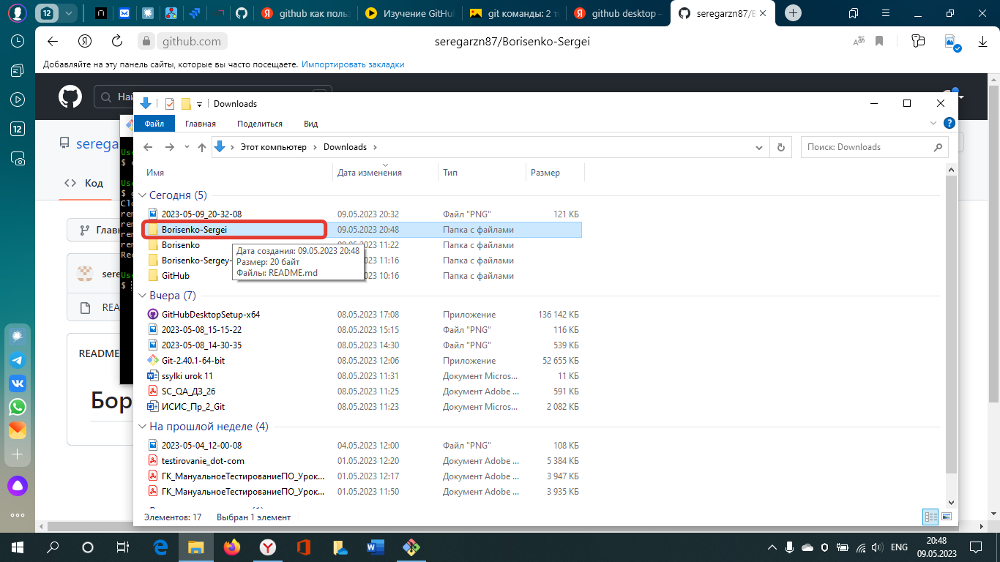 12
github как польз
Изучение GitHu
git команды: 2 т
github desktop –
seregarzn87/B
github.com
seregarzn87/Borisenko-Sergei
Добавляйте на эту панель сайты, которые вы часто посещаете. Импортировать закладки
Най
Downloads
Файл Главная Поделиться Вид
Этот компьютер Downloads
Поиск: Downloads
serega
Код
Главн
sere
REA
README
Бор
Use
$ c
Use
$ g
Clo
rem
rem
rem
rem
Rec
Use
$
Имя Дата изменения Тип Размер
Сегодня (5)
2023-05-09_20-32-08 09.05.2023 20:32 Файл "PNG" 121 КБ
Borisenko-Sergei 09.05.2023 20:48 Папка с файлами
Borisenko 09.05.2023 11:22 Папка с файлами
Borisenko-Sergey- 2023 11:16 Папка с файлами
GitHub 2023 10:16 Папка с файлами
Дата создания: 09.05.2023 20:48
Размер: 20 байт
Файлы: README.md
Вчера (7)
GitHubDesktopSetup-x64 08.05.2023 17:08 Приложение 136 142 КБ
2023-05-08_15-15-22 08.05.2023 15:15 Файл "PNG" 116 КБ
2023-05-08_14-30-35 08.05.2023 14:30 Файл "PNG" 539 КБ
Git-2.40.1-64-bit 08.05.2023 12:06 Приложение 52 655 КБ
ssylki urok 11 08.05.2023 11:31 Документ Micros... 11 КБ
SC_QA_ДЗ_26 08.05.2023 11:25 Документ Adobe ... 591 КБ
ИСИС_Пр_2_Git 08.05.2023 11:23 Документ Micros... 2 082 КБ
На прошлой неделе (4)
2023-05-04_12-00-08 04.05.2023 12:00 Файл "PNG" 108 КБ
testirovanie_dot-com 01.05.2023 12:20 Документ Adobe ... 5 384 КБ
ГК_МануальноеТестированиеПО_Урок... 01.05.2023 12:17 Документ Adobe ... 3 947 КБ
ГК_МануальноеТестированиеПО_Урок... 01.05.2023 11:50 Документ Adobe ... 3 935 КБ
Элементов: 17 Выбран 1 элемент
12
ENG
20:48
09.05.2023